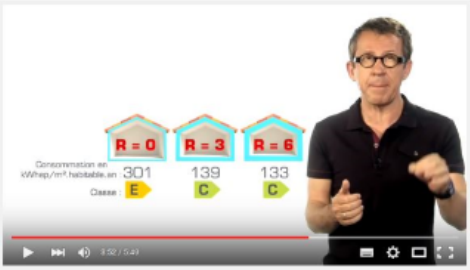 R = 0 R = 3 R = 6
Consommation en
kWhep/m².habitable.an : 301 139 133
Classe : E C C
3:52 / 5:49